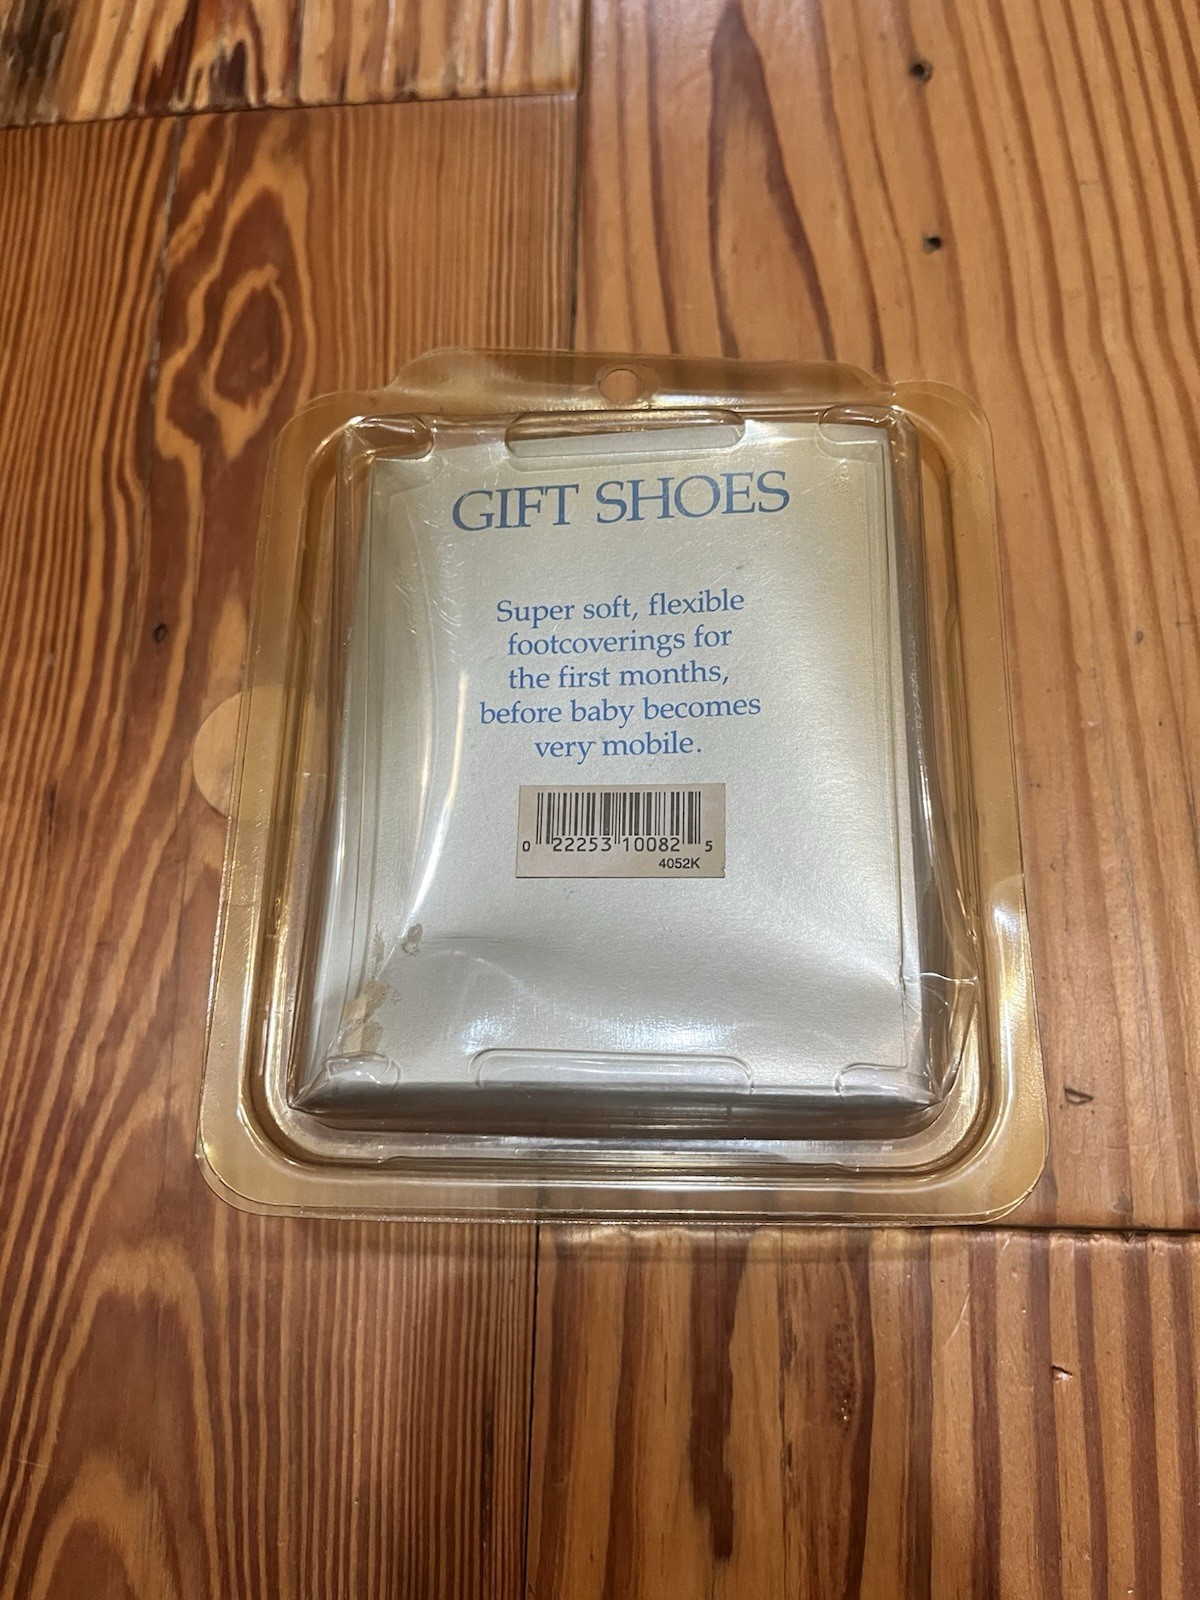 GIFT SHOES
Super soft, flexible
footcoverings for
the first months,
before baby becomes
very mobile.
0 22253 10082 5
4052K